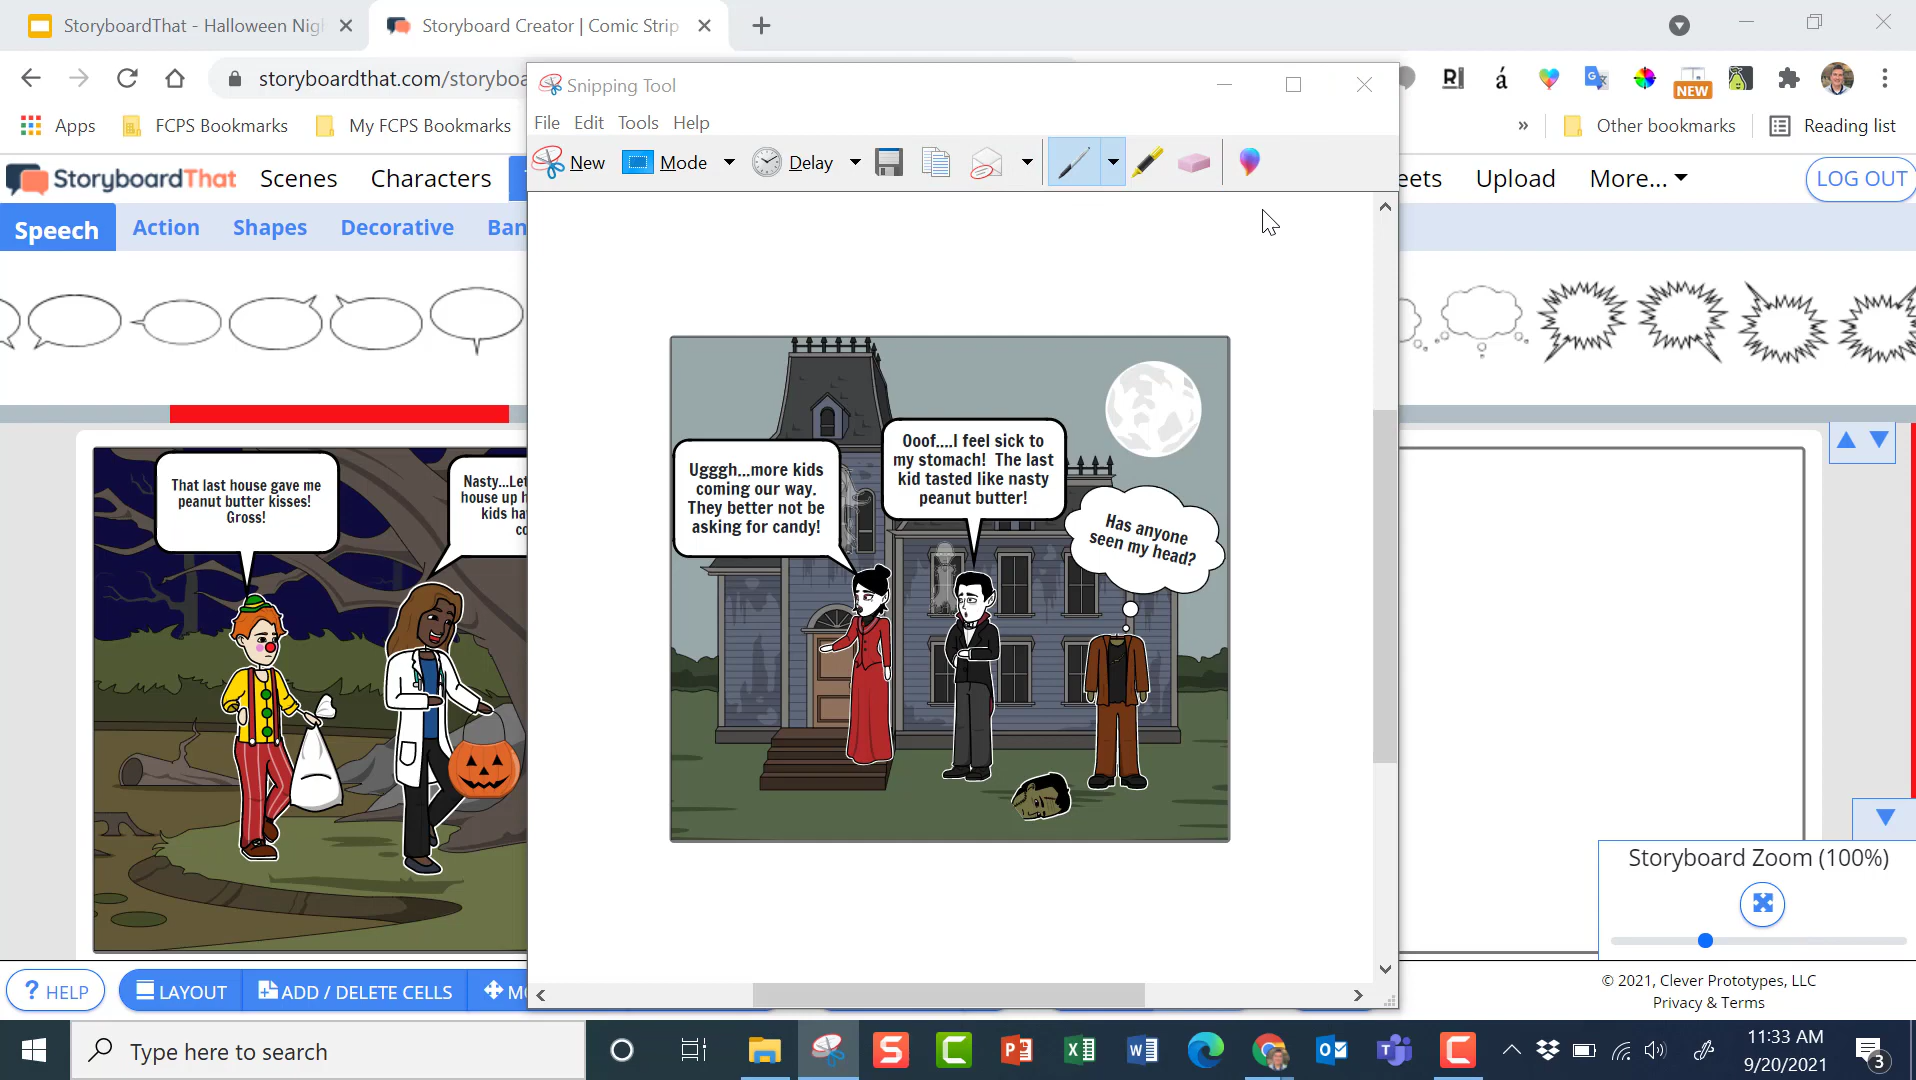 StoryboardThat - Halloween Nig
Storyboard Creator | Comic Strip
storyboardthat.com/storyboa
NEW
Apps
FCPS Bookmarks
My FCPS Bookmarks
»
Other bookmarks
Reading list
StoryboardThat
Scenes
Characters
eets
Upload
More...
LOG OUT
Speech
Action
Shapes
Decorative
Ban
Snipping Tool
File
Edit
Tools
Help
New
Mode
Delay
That last house gave me
peanut butter kisses!
Gross!
Nasty...Let
house up h
kids ha
co
Ugggh...more kids
coming our way.
They better not be
asking for candy!
Ooof....I feel sick to
my stomach! The last
kid tasted like nasty
peanut butter!
Has anyone
seen my head?
Storyboard Zoom (100%)
? HELP
LAYOUT
ADD / DELETE CELLS
MO
© 2021, Clever Prototypes, LLC
Privacy & Terms
Type here to search
11:33 AM
9/20/2021
3